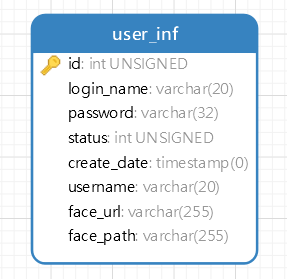 user_inf
id: int UNSIGNED
login_name: varchar(20)
password: varchar(32)
status: int UNSIGNED
create_date: timestamp(0)
username: varchar(20)
face_url: varchar(255)
face_path: varchar(255)